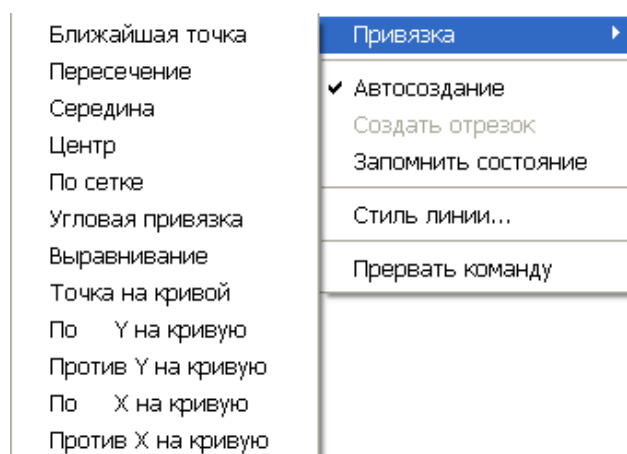 Ближайшая точка
Пересечение
Середина
Центр
По сетке
Угловая привязка
Выравнивание
Точка на кривой
По Y на кривую
Против Y на кривую
По X на кривую
Против X на кривую
Привязка
Автосоздание
Создать отрезок
Запомнить состояние
Стиль линии...
Прервать команду